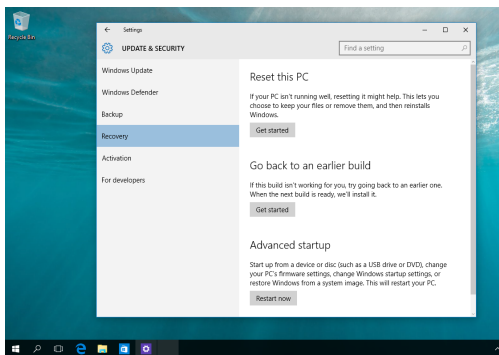 Recycle Bin
Settings
UPDATE & SECURITY
Find a setting
Windows Update
Windows Defender
Backup
Recovery
Activation
For developers
Reset this PC
If your PC isn't running well, resetting it might help. This lets you
choose to keep your files or remove them, and then reinstalls
Windows.
Get started
Go back to an earlier build
If this build isn't working for you, try going back to an earlier one.
When the next build is ready, we'll install it.
Get started
Advanced startup
Start up from a device or disc (such as a USB drive or DVD), change
your PC's firmware settings, change Windows startup settings, or
restore Windows from a system image. This will restart your PC.
Restart now